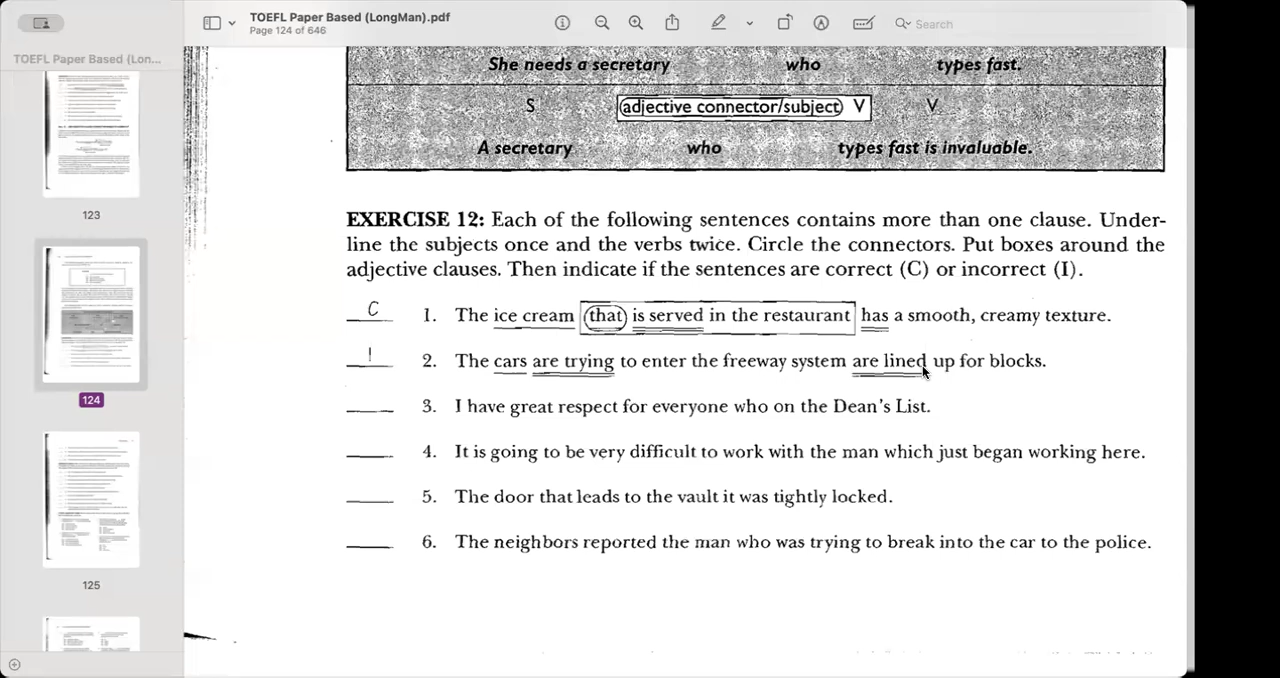 TOEFL Paper Based (LongMan).pdf
Page 124 of 646
Search
TOEFL Paper Based (Lon...
123
124
125
She needs a secretary who types fast.
S (adjective connector/subject) V V
A secretary who types fast is invaluable.
EXERCISE 12: Each of the following sentences contains more than one clause. Under-
line the subjects once and the verbs twice. Circle the connectors. Put boxes around the
adjective clauses. Then indicate if the sentences are correct (C) or incorrect (I).
C 1. The ice cream (that) is served in the restaurant has a smooth, creamy texture.
I 2. The cars are trying to enter the freeway system are lined up for blocks.
3. I have great respect for everyone who on the Dean's List.
4. It is going to be very difficult to work with the man which just began working here.
5. The door that leads to the vault it was tightly locked.
6. The neighbors reported the man who was trying to break into the car to the police.